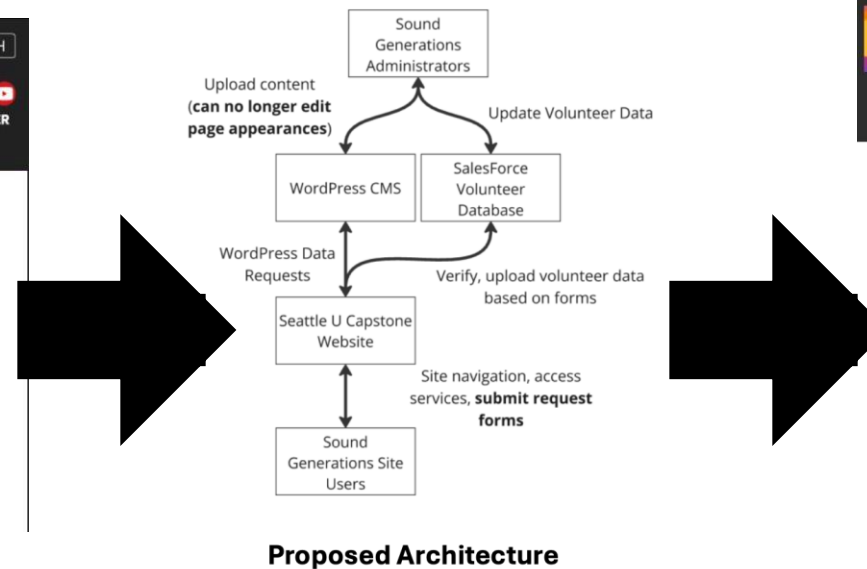 Sound
Generations
Administrators
Upload content
(can no longer edit
page appearances)
Update Volunteer Data
WordPress CMS
SalesForce
Volunteer
Database
WordPress Data
Requests
Verify, upload volunteer data
based on forms
Seattle U Capstone
Website
Site navigation, access
services, submit request
forms
Sound
Generations Site
Users
Proposed Architecture